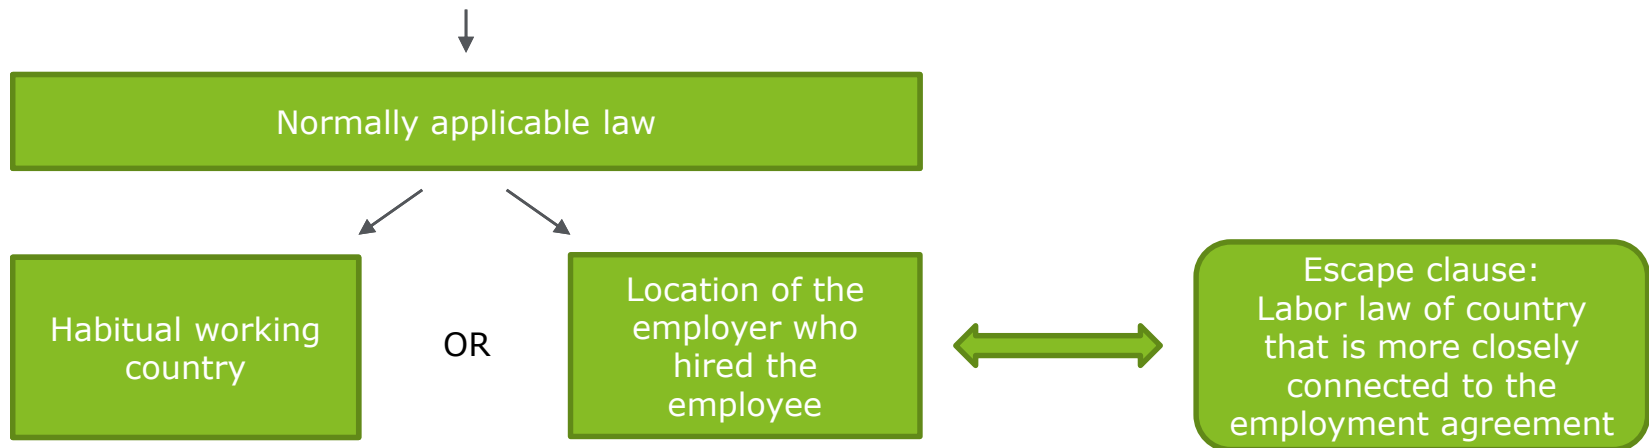 Normally applicable law
Habitual working
country
OR
Location of the
employer who
hired the
employee
Escape clause:
Labor law of country
that is more closely
connected to the
employment agreement